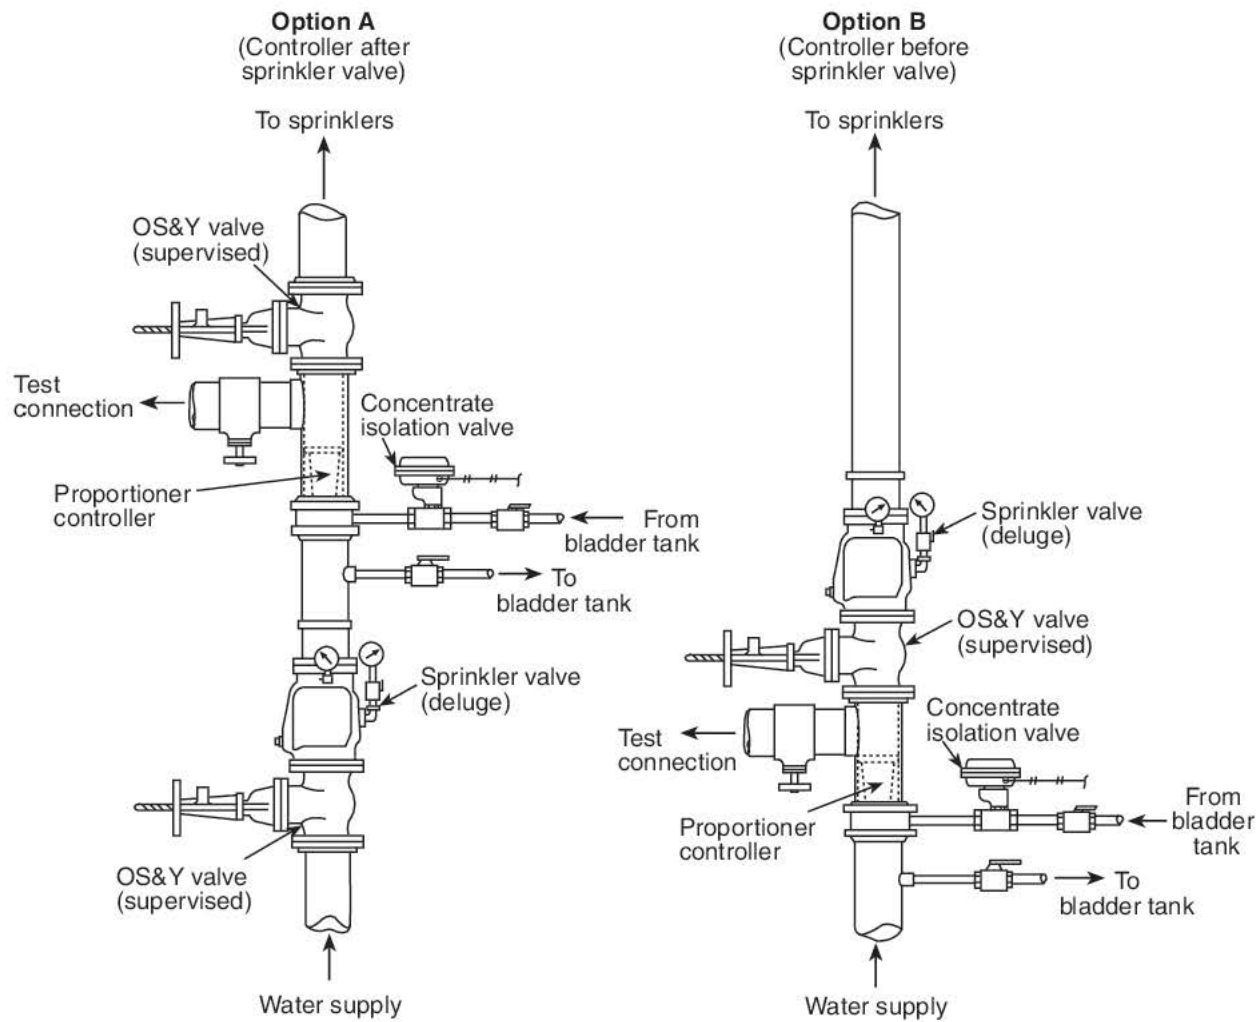 Option A
(Controller after
sprinkler valve)
To sprinklers
OS&Y valve
(supervised)
Test
connection
Concentrate
isolation valve
Proportioner
controller
From
bladder tank
To
bladder tank
Sprinkler valve
(deluge)
OS&Y valve
(supervised)
Water supply
Option B
(Controller before
sprinkler valve)
To sprinklers
Sprinkler valve
(deluge)
OS&Y valve
(supervised)
Test
connection
Concentrate
isolation valve
Proportioner
controller
From
bladder
tank
To
bladder tank
Water supply